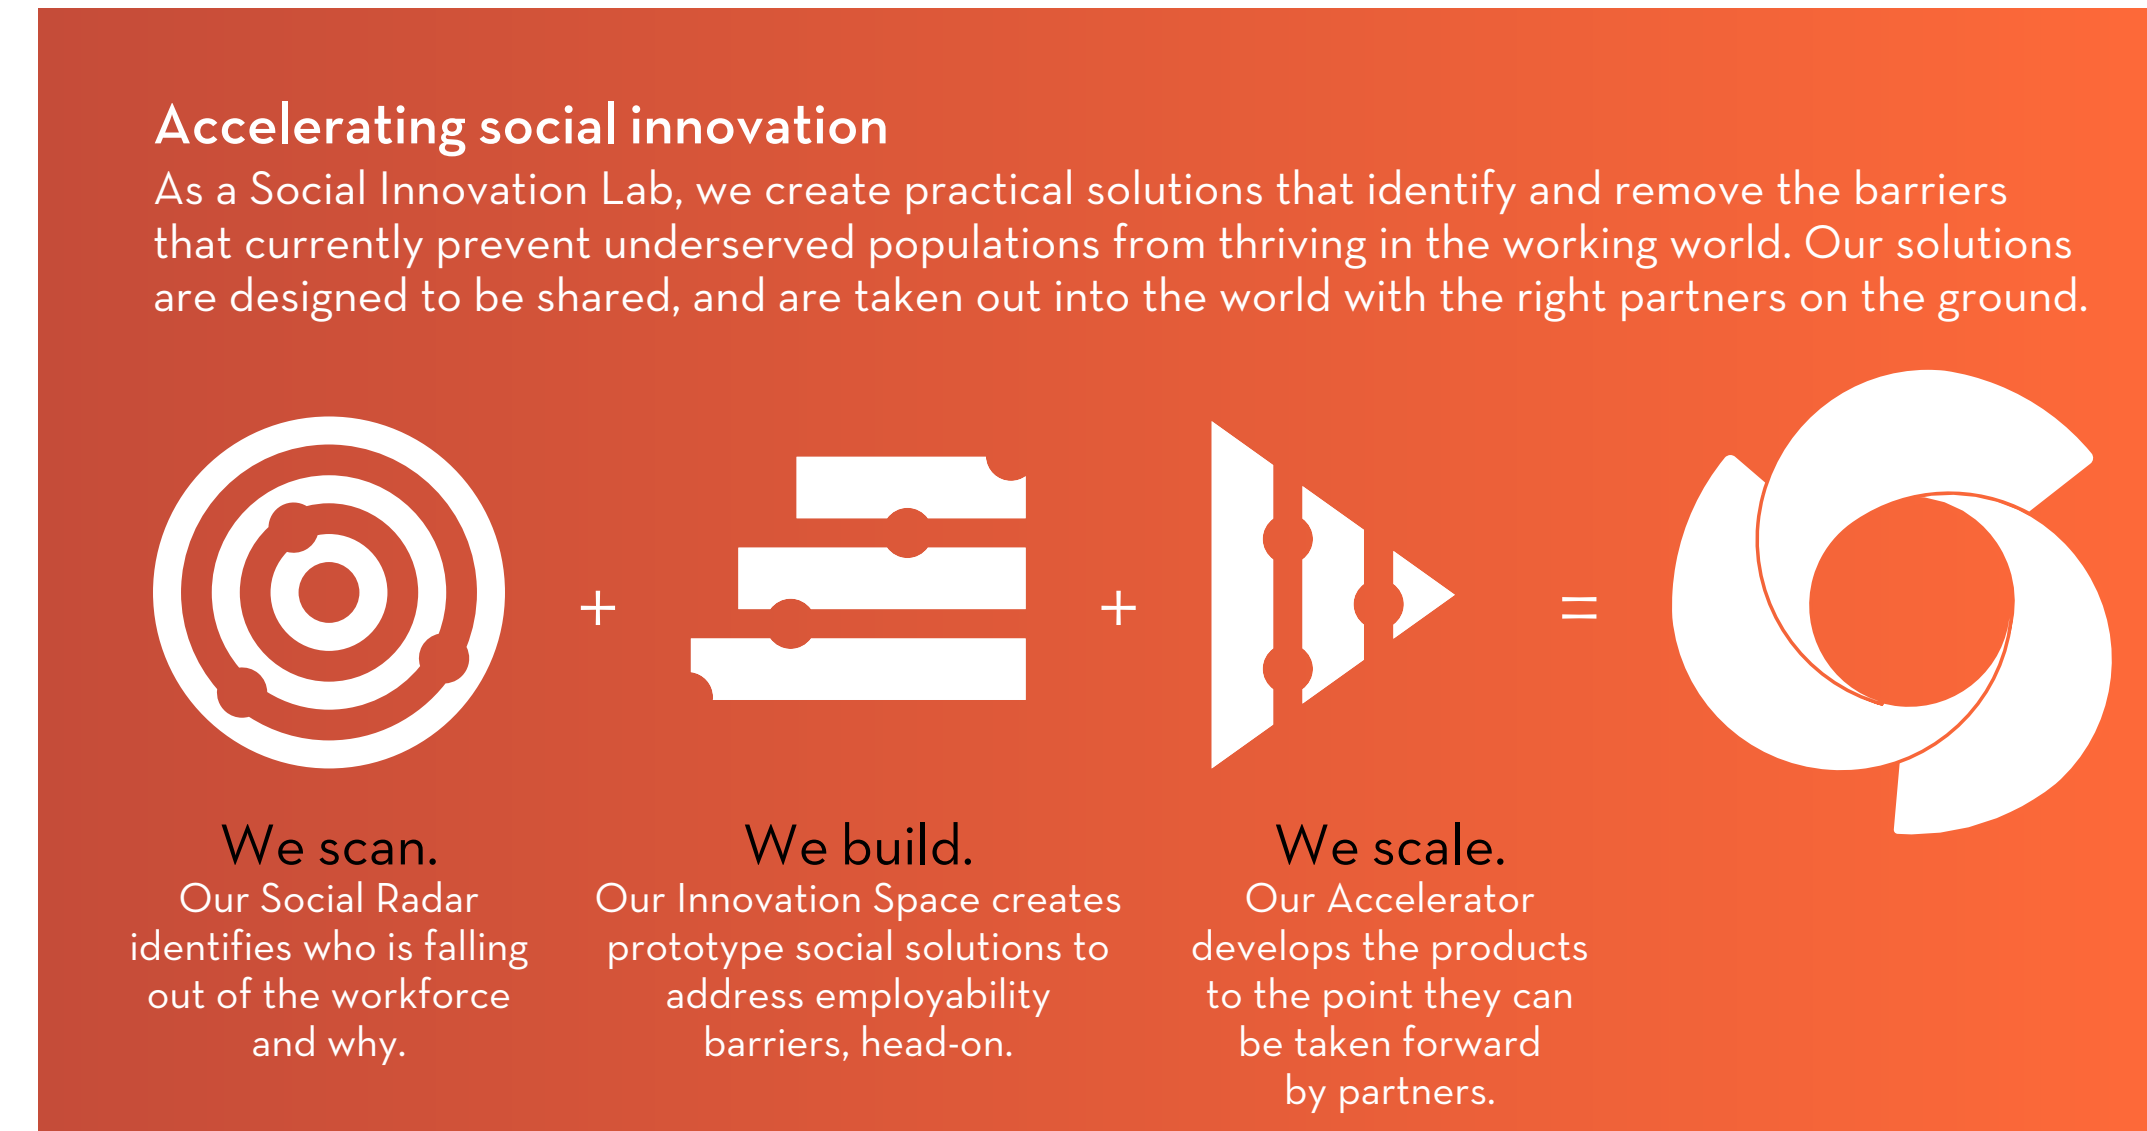 Accelerating social innovation
As a Social Innovation Lab, we create practical solutions that identify and remove the barriers
that currently prevent underserved populations from thriving in the working world. Our solutions
are designed to be shared, and are taken out into the world with the right partners on the ground.
+
+
=
We scan.
Our Social Radar
identifies who is falling
out of the workforce
and why.
We build.
Our Innovation Space creates
prototype social solutions to
address employability
barriers, head-on.
We scale.
Our Accelerator
develops the products
to the point they can
be taken forward
by partners.